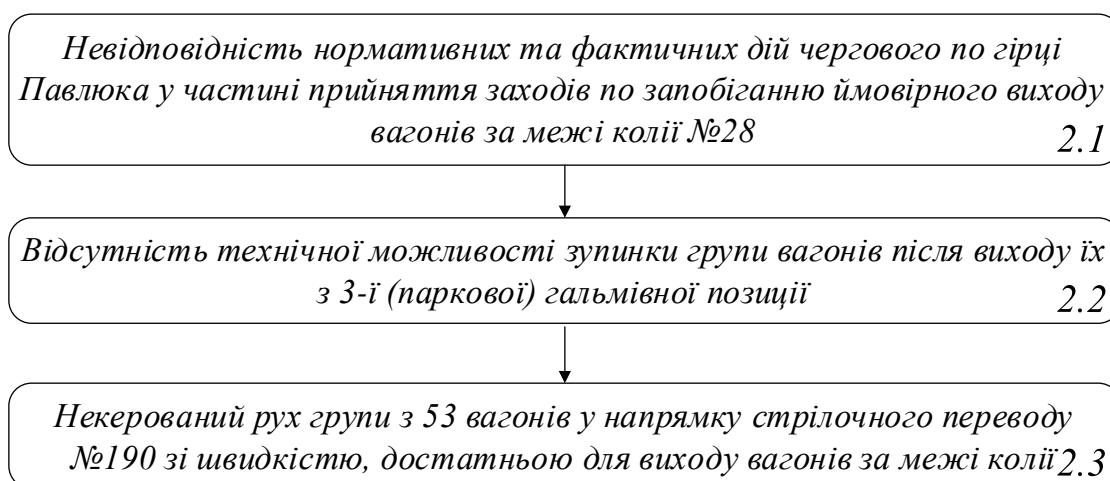 Невідповідність нормативних та фактичних дій чергового по гірці
Павлюка у частині прийняття заходів по запобіганню ймовірного виходу
вагонів за межі колії №28
2.1
Відсутність технічної можливості зупинки групи вагонів після виходу їх
з 3-ї (паркової) гальмівної позиції
2.2
Некерований рух групи з 53 вагонів у напрямку стрілочного переводу
№190 зі швидкістю, достатньою для виходу вагонів за межі колії
2.3